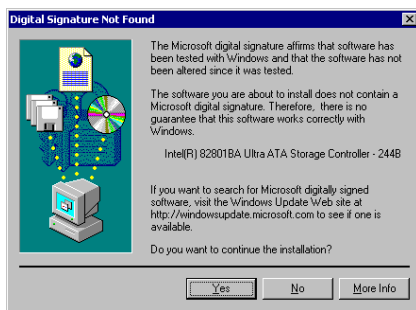 Digital Signature Not Found
The Microsoft digital signature affirms that software has
been tested with Windows and that the software has not
been altered since it was tested.
The software you are about to install does not contain a
Microsoft digital signature. Therefore, there is no
guarantee that this software works correctly with
Windows.
Intel(R) 82801BA Ultra ATA Storage Controller - 244B
If you want to search for Microsoft digitally signed
software, visit the Windows Update Web site at
http://windowsupdate.microsoft.com to see if one is
available.
Do you want to continue the installation?
Yes No More Info